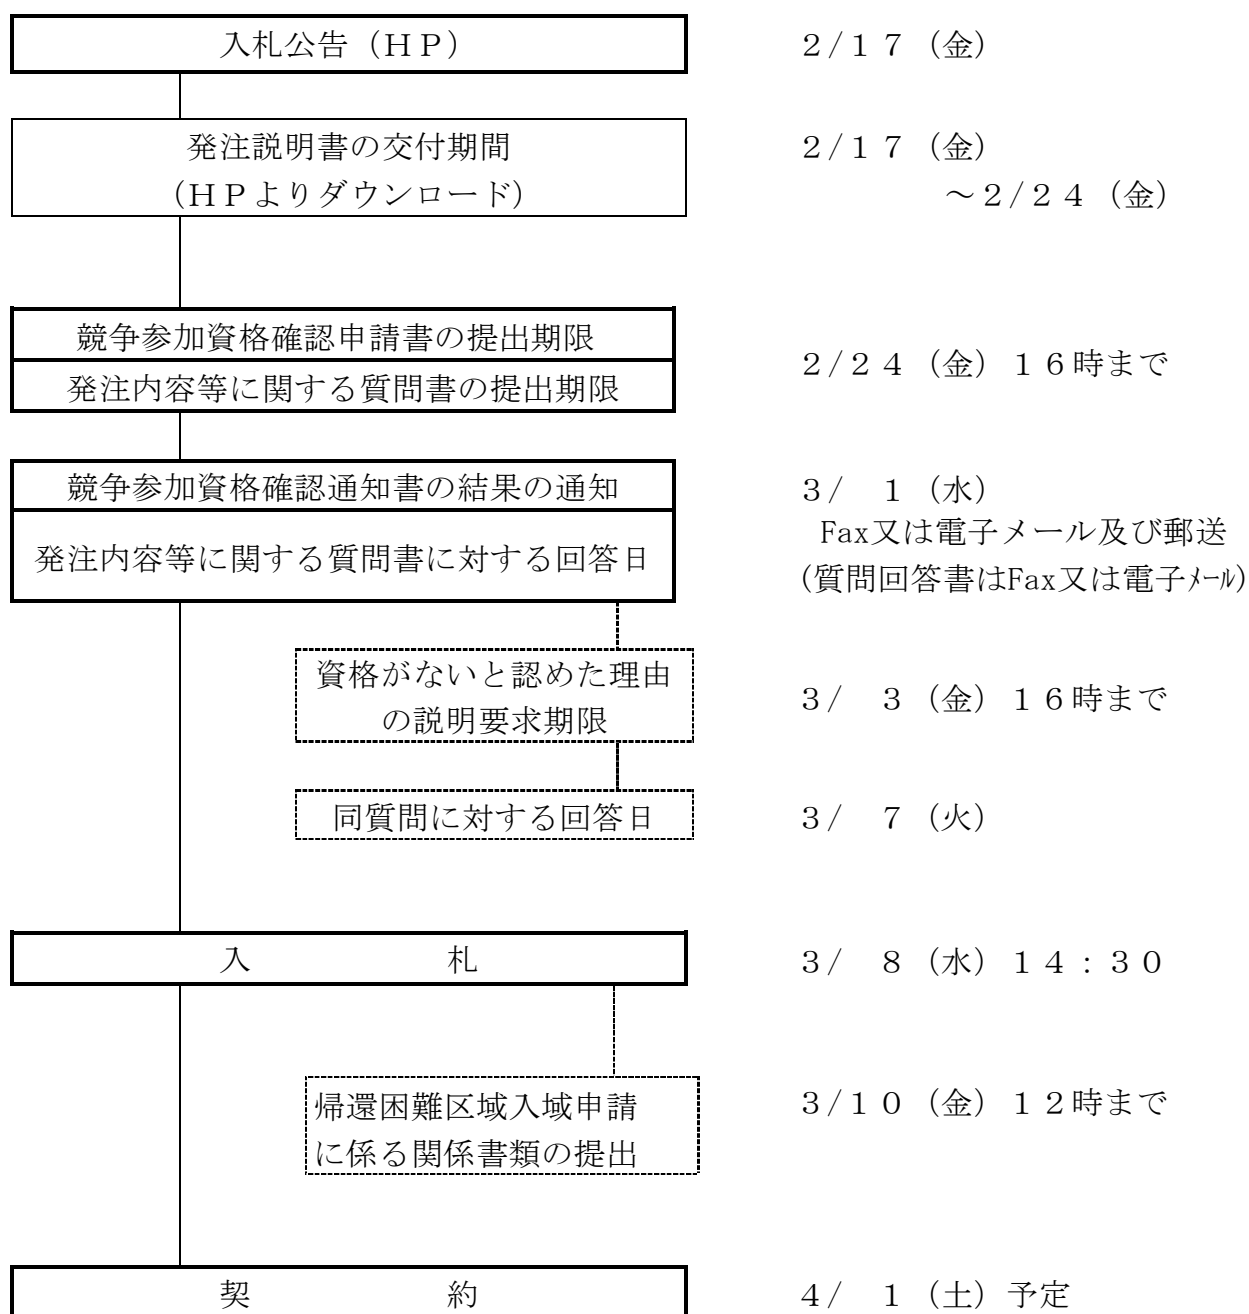 入札公告（ＨＰ）
２/１７（金）
発注説明書の交付期間
（ＨＰよりダウンロード）
２/１７（金）
～２/２４（金）
競争参加資格確認申請書の提出期限
発注内容等に関する質問書の提出期限
２/２４（金）１６時まで
競争参加資格確認通知書の結果の通知
発注内容等に関する質問書に対する回答日
３/　１（水）
Fax又は電子メール及び郵送
(質問回答書はFax又は電子ﾒｰﾙ)
資格がないと認めた理由
の説明要求期限
３/　３（金）１６時まで
同質問に対する回答日
３/　７（火）
入　　　　　札
３/　８（水）１４：３０
帰還困難区域入域申請
に係る関係書類の提出
３/１０（金）１２時まで
契　　　　　約
４/　１（土）予定